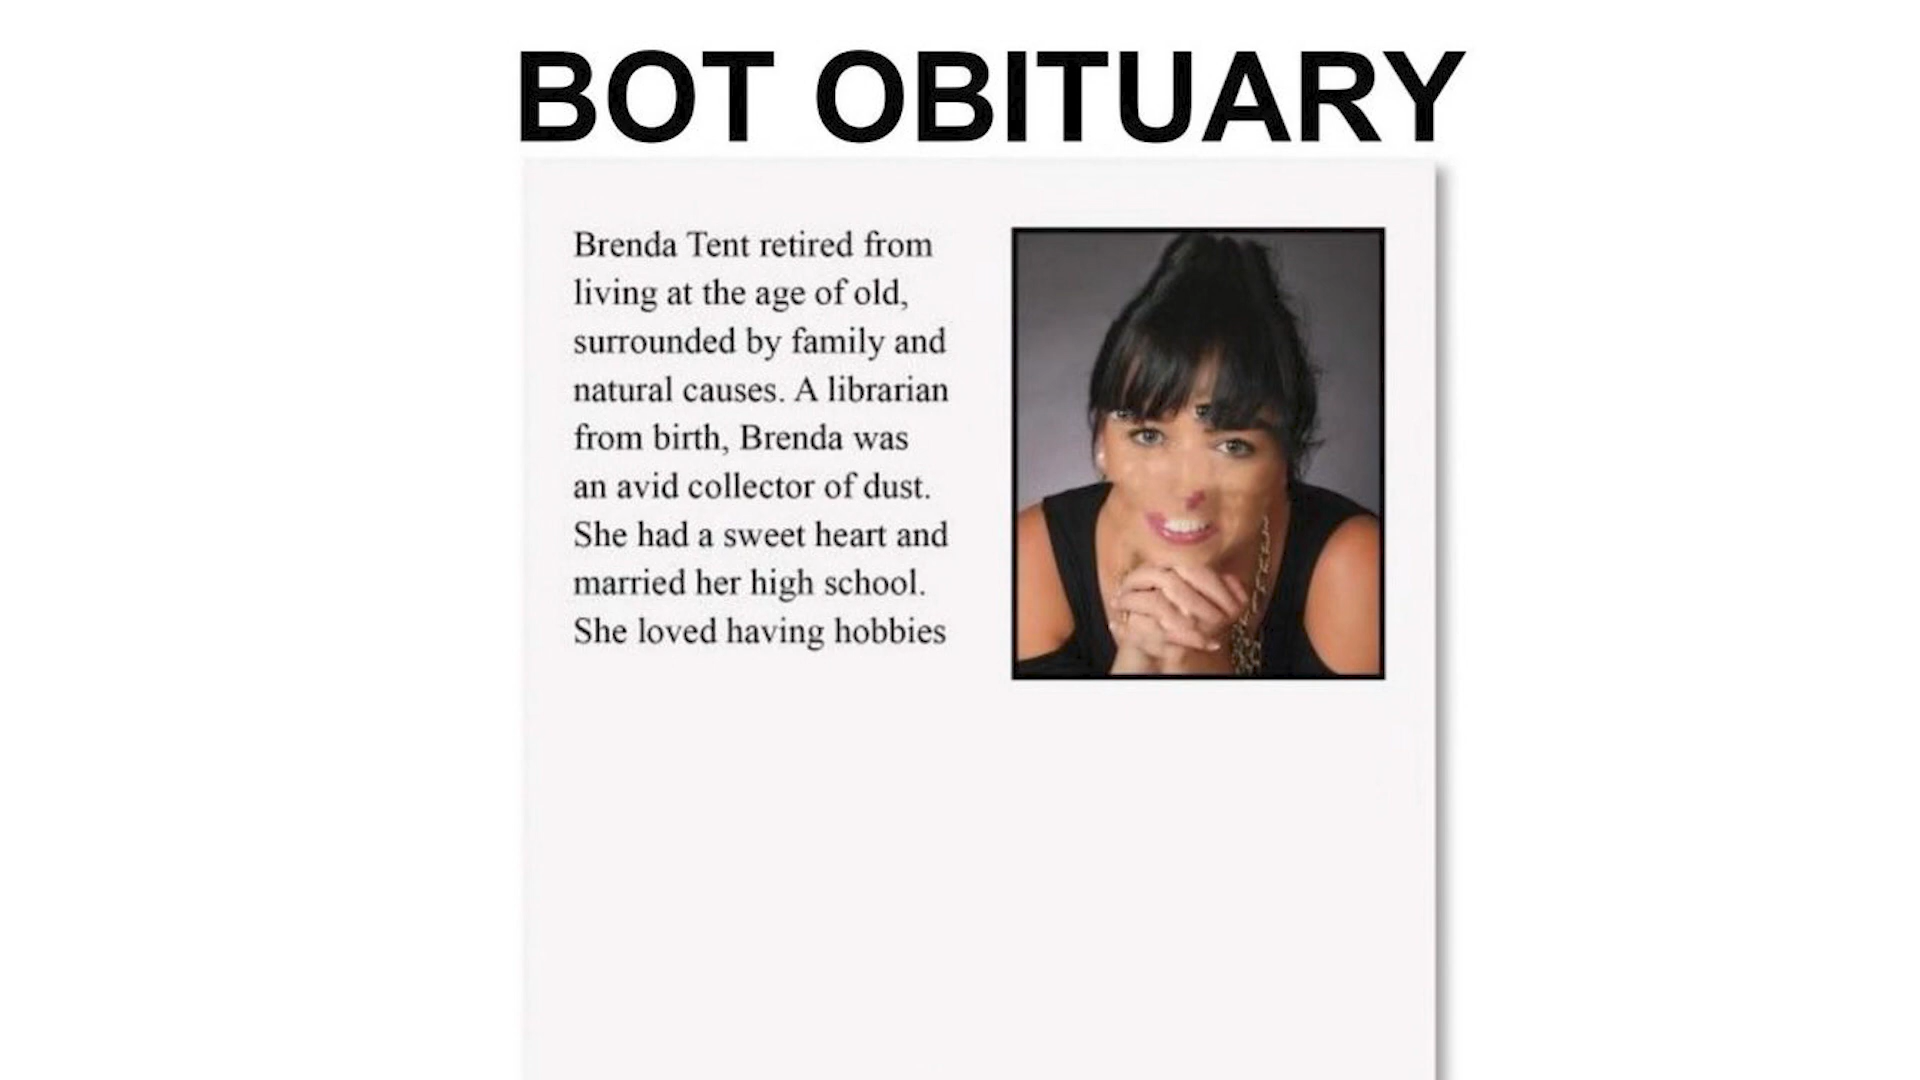 BOT OBITUARY
Brenda Tent retired from
living at the age of old,
surrounded by family and
natural causes. A librarian
from birth, Brenda was
an avid collector of dust.
She had a sweet heart and
married her high school.
She loved having hobbies